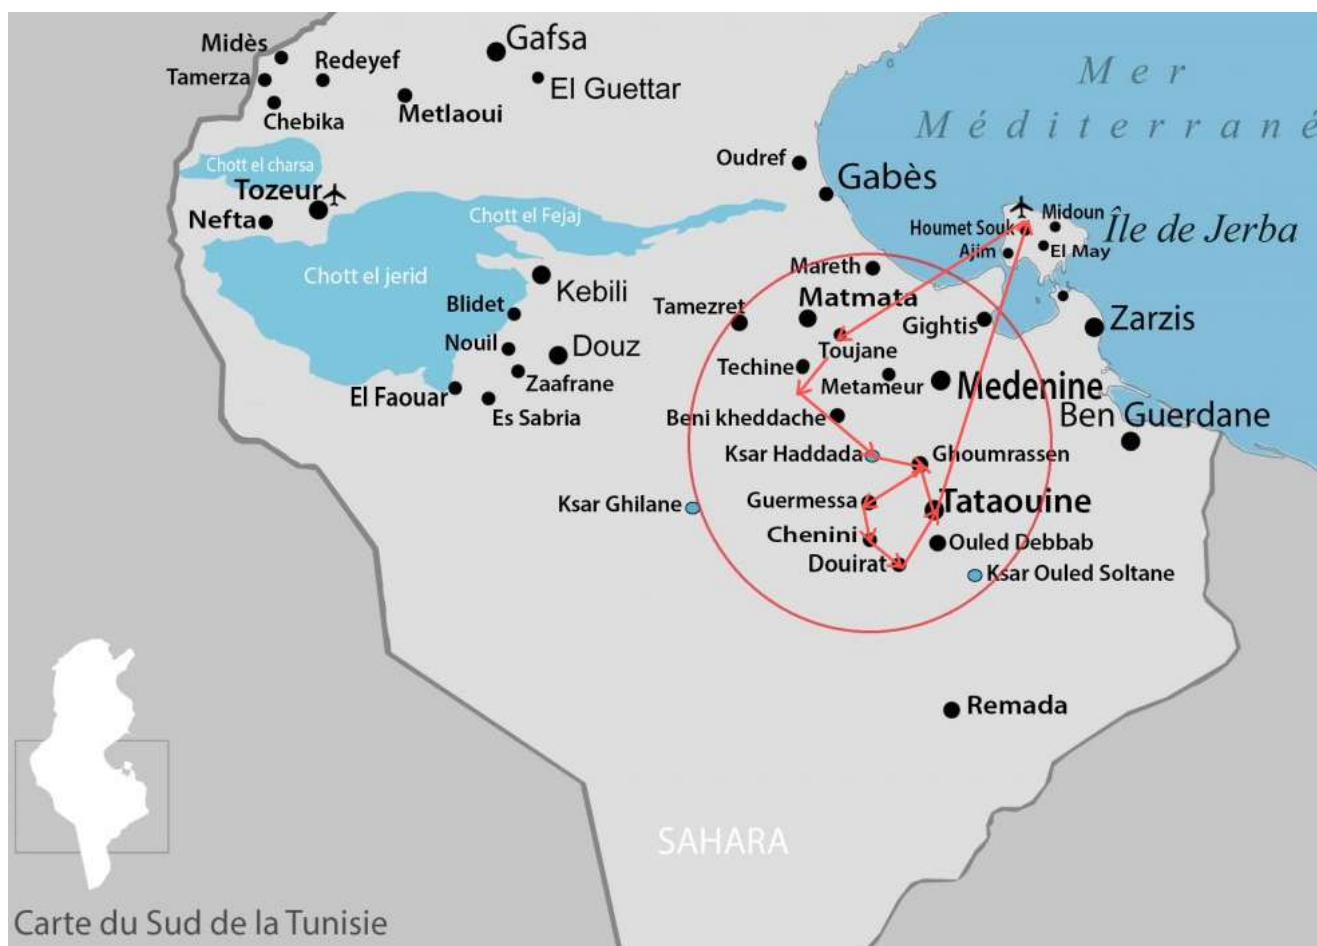 Gafsa
Midès
Redeyef
Tamerza
El Guettar
Metlaoui
Chebika
Mer
Méditerrané
Oudref
Chott el charsa
Gabès
Tozeur
Nefta
Chott el Fejaj
Midoun
Houmet Souk
Île de Jerba
Ajim
El May
Mareth
Chott el jerid
Kebili
Matmata
Blidet
Tamezret
Gightis
Zarzis
Nouil
Douz
Toujane
Techine
Zaafrane
Metameur
Medenine
El Faouar
Es Sabria
Beni kheddache
Ben Guerdane
Ksar Haddada
Ghoumrassen
Ksar Ghilane
Guermessa
Tataouine
Chenini
Ouled Debbab
Douirat
Ksar Ouled Soltane
Remada
SAHARA
Carte du Sud de la Tunisie